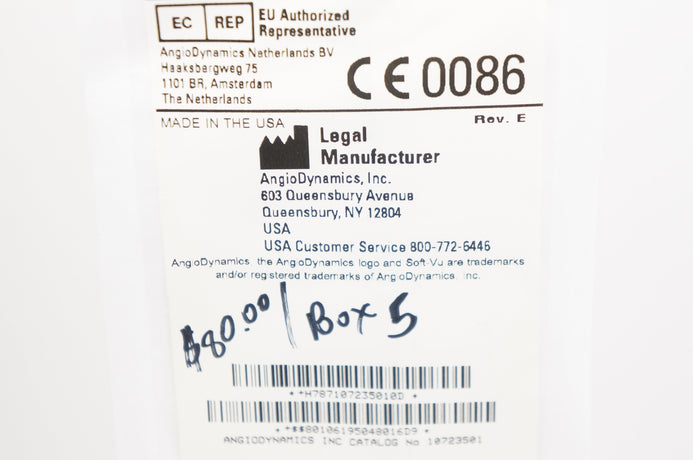 EC REP EU Authorized
Representative
AngioDynamics Netherlands BV
Haaksbergweg 75
1101 BR, Amsterdam
The Netherlands
CE 0086
MADE IN THE USA
Rev. E
Legal
Manufacturer
AngioDynamics, Inc.
603 Queensbury Avenue
Queensbury, NY 12804
USA
USA Customer Service 800-772-6446
AngioDynamics, the AngioDynamics logo and Soft-Vu are trademarks
and/or registered trademarks of AngioDynamics, Inc.
$80.00 / Box 5
*+H787107235010D *
*+$$80106195048016D9 *
ANGIODYNAMICS INC CATALOG No 10723501